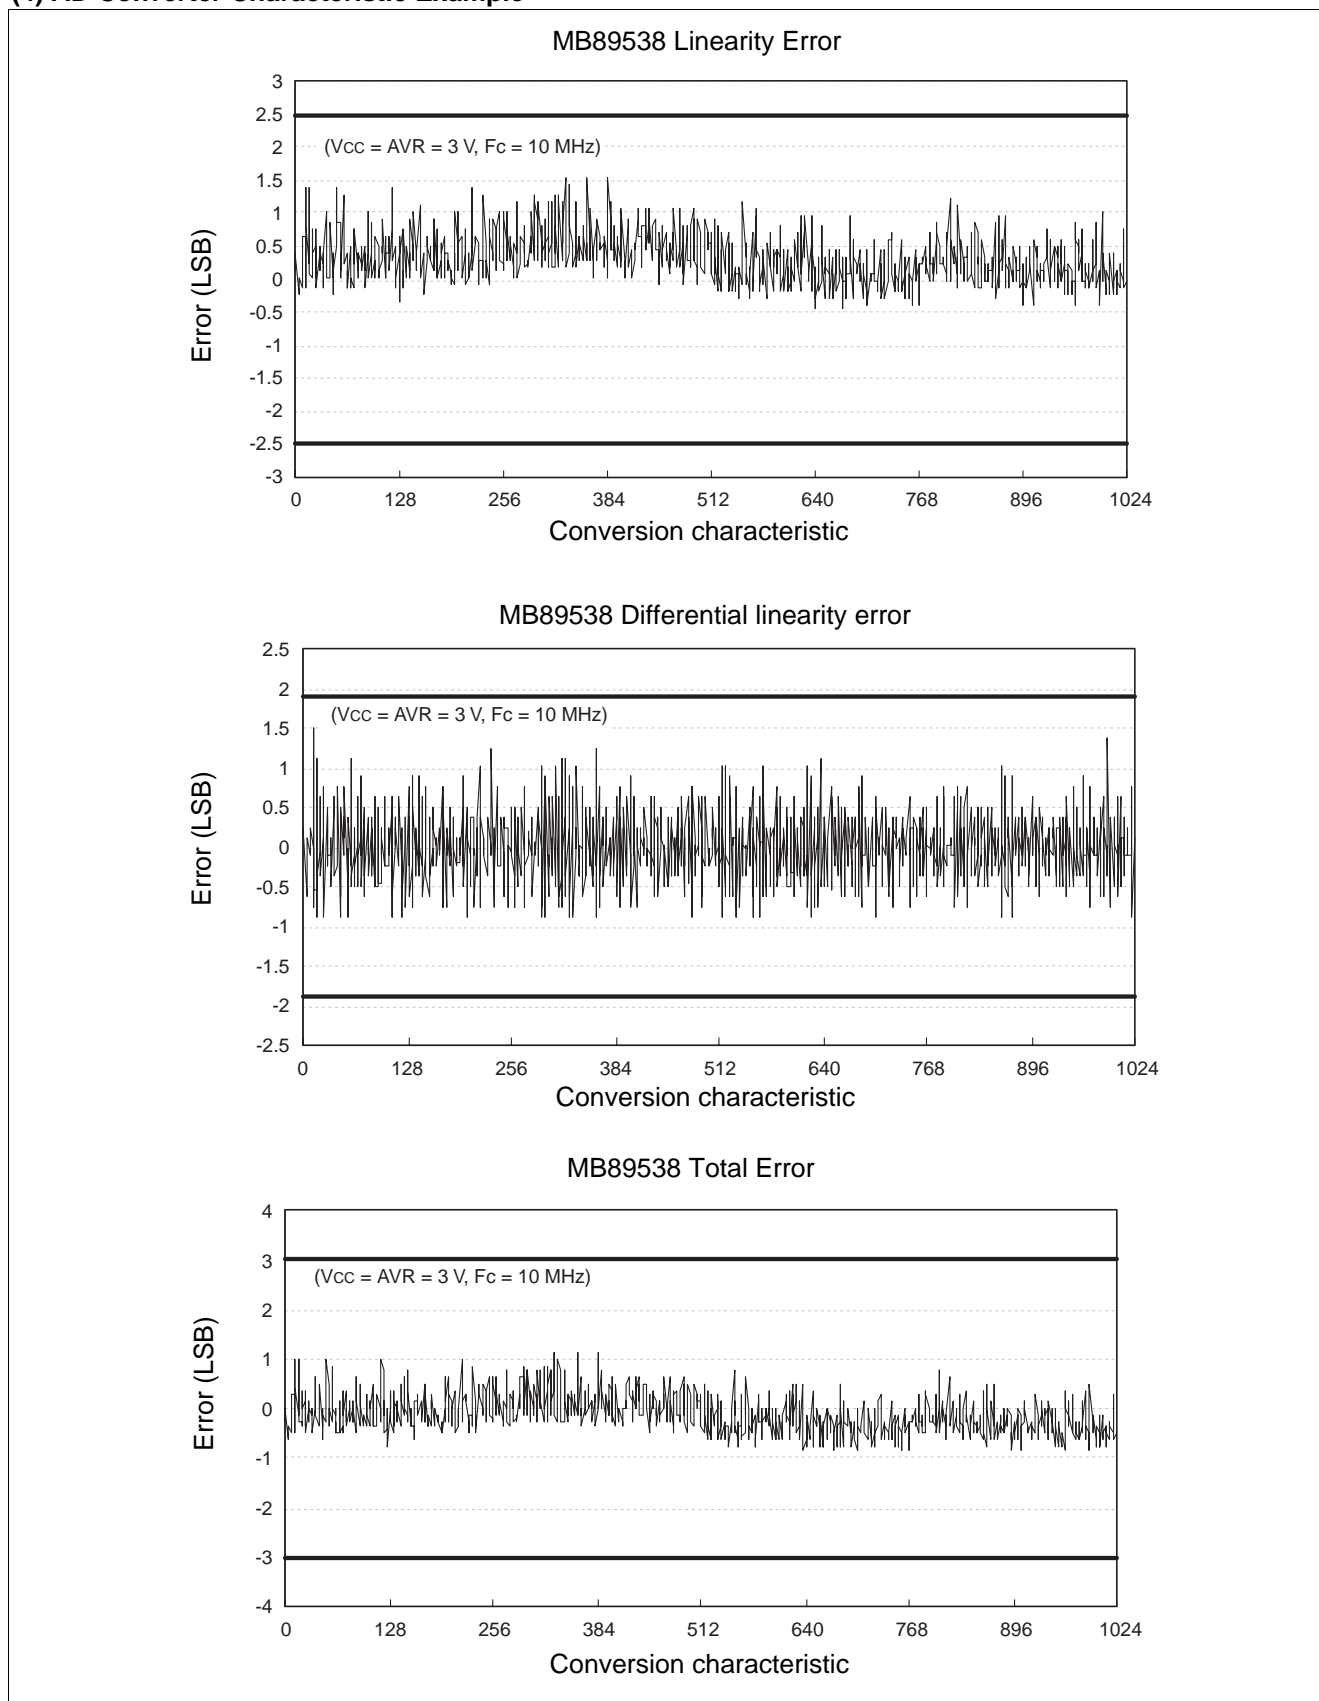 (4) AD Converter Characteristic Example
MB89538 Linearity Error
3
2.5
2
1.5
1
0.5
0
-0.5
-1
-1.5
-2
-2.5
-3
(VCC = AVR = 3 V, Fc = 10 MHz)
Error (LSB)
0 128 256 384 512 640 768 896 1024
Conversion characteristic
MB89538 Differential linearity error
2.5
2
1.5
1
0.5
0
-0.5
-1
-1.5
-2
-2.5
(VCC = AVR = 3 V, Fc = 10 MHz)
Error (LSB)
0 128 256 384 512 640 768 896 1024
Conversion characteristic
MB89538 Total Error
4
3
2
1
0
-1
-2
-3
-4
(VCC = AVR = 3 V, Fc = 10 MHz)
Error (LSB)
0 128 256 384 512 640 768 896 1024
Conversion characteristic